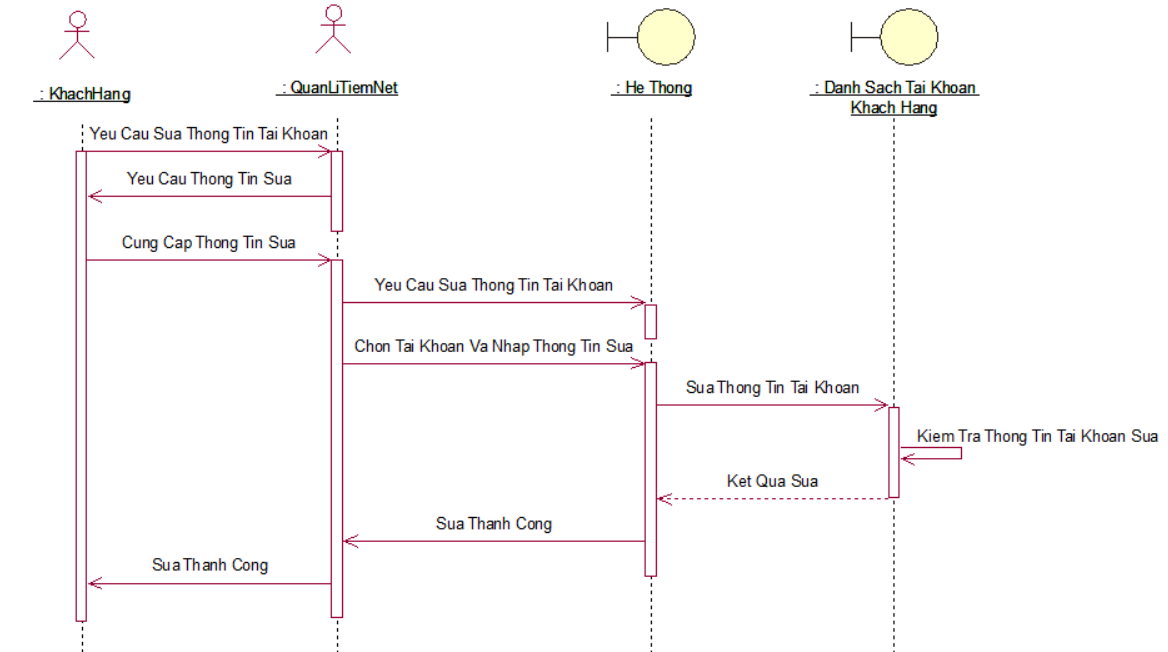 : KhachHang
: QuanLiTiemNet
: He Thong
: Danh Sach Tai Khoan
Khach Hang
Yeu Cau Sua Thong Tin Tai Khoan
Yeu Cau Thong Tin Sua
Cung Cap Thong Tin Sua
Yeu Cau Sua Thong Tin Tai Khoan
Chon Tai Khoan Va Nhap Thong Tin Sua
Sua Thong Tin Tai Khoan
Kiem Tra Thong Tin Tai Khoan Sua
Ket Qua Sua
Sua Thanh Cong
Sua Thanh Cong